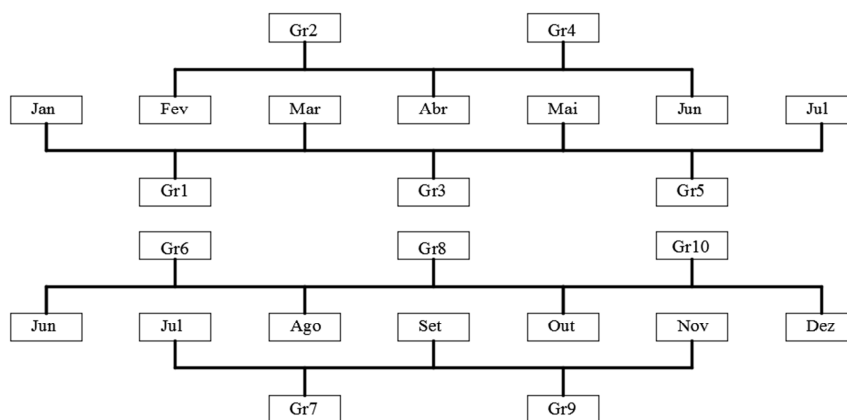 Gr2 Gr4
Jan Fev Mar Abr Mai Jun Jul
Gr1 Gr3 Gr5
Gr6 Gr8 Gr10
Jun Jul Ago Set Out Nov Dez
Gr7 Gr9